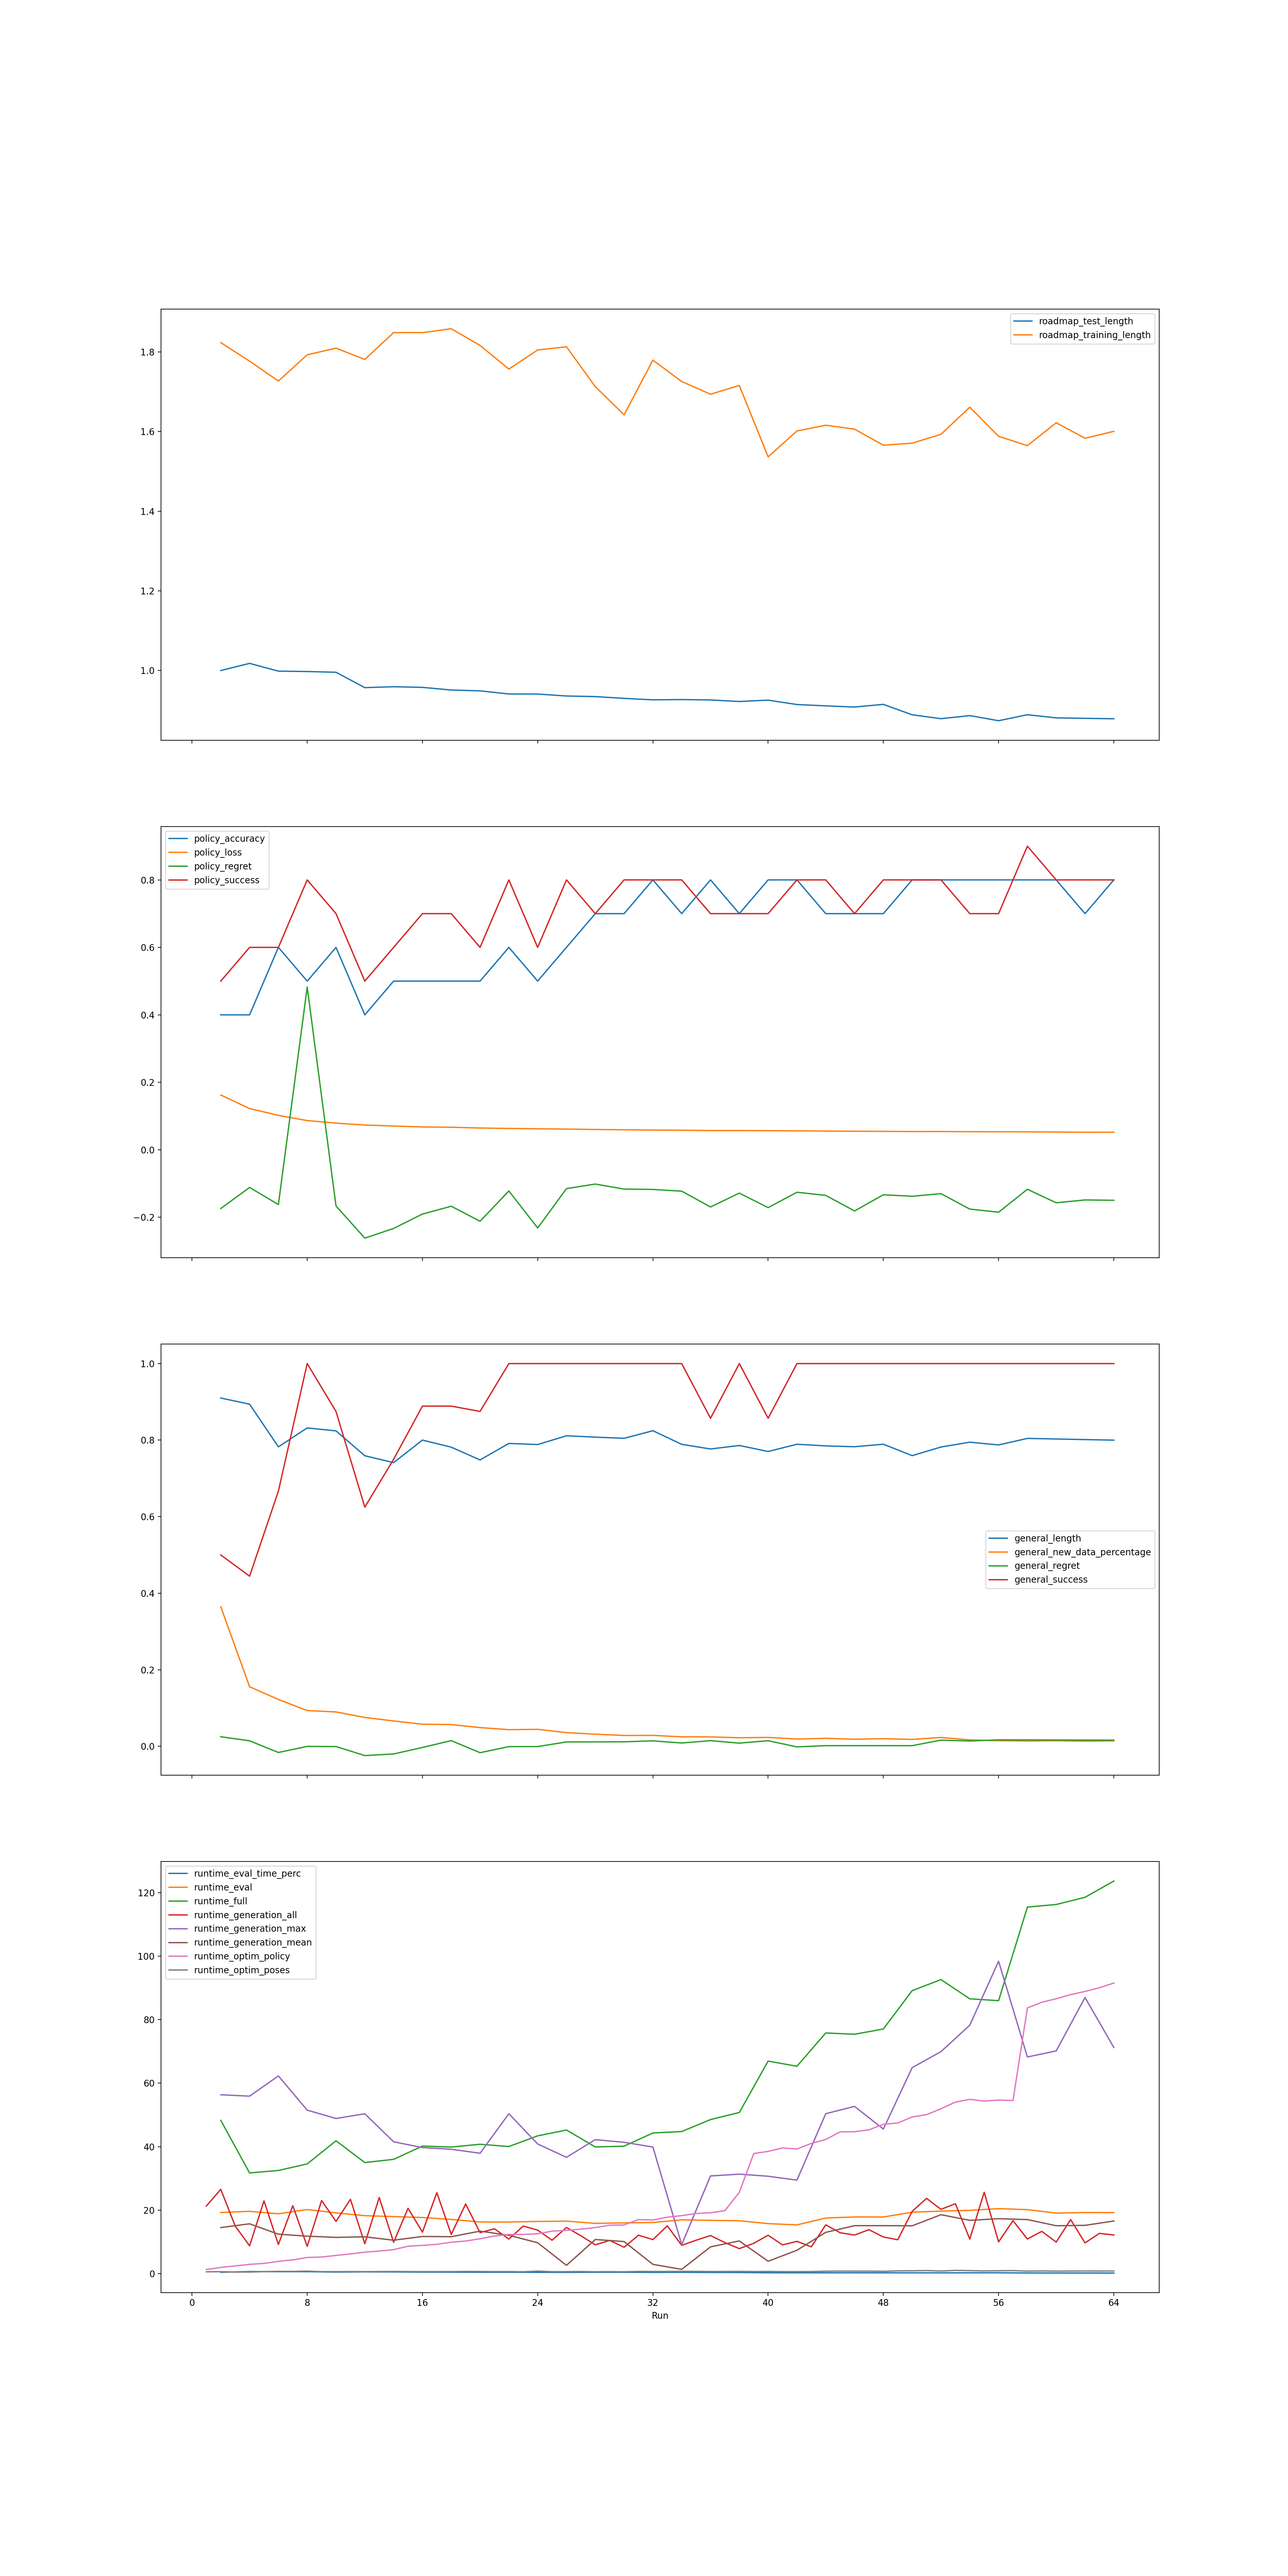 roadmap_test_length
roadmap_training_length
1.8
1.6
1.4
1.2
1.0
policy_accuracy
policy_loss
policy_regret
policy_success
0.8
0.6
0.4
0.2
0.0
−0.2
1.0
0.8
0.6
0.4
0.2
0.0
general_length
general_new_data_percentage
general_regret
general_success
runtime_eval_time_perc
runtime_eval
runtime_full
runtime_generation_all
runtime_generation_max
runtime_generation_mean
runtime_optim_policy
runtime_optim_poses
120
100
80
60
40
20
0
0 8 16 24 32 40 48 56 64
Run